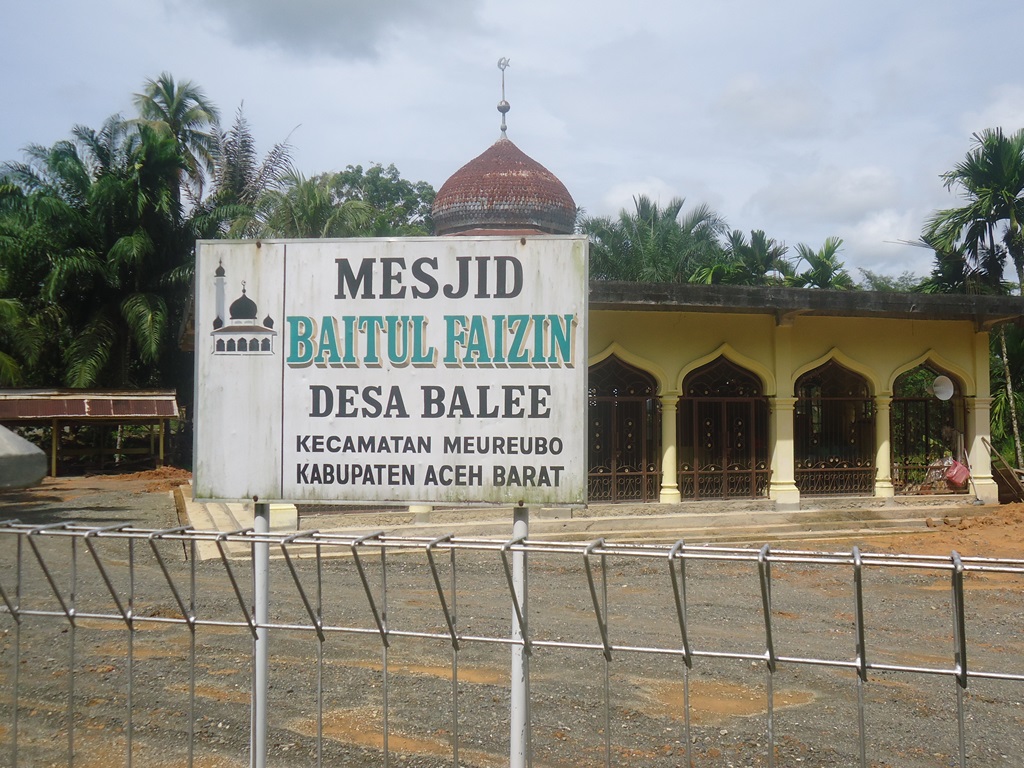 MESJID
BAITUL FAIZIN
DESA BALEE
KECAMATAN MEUREUBO
KABUPATEN ACEH BARAT